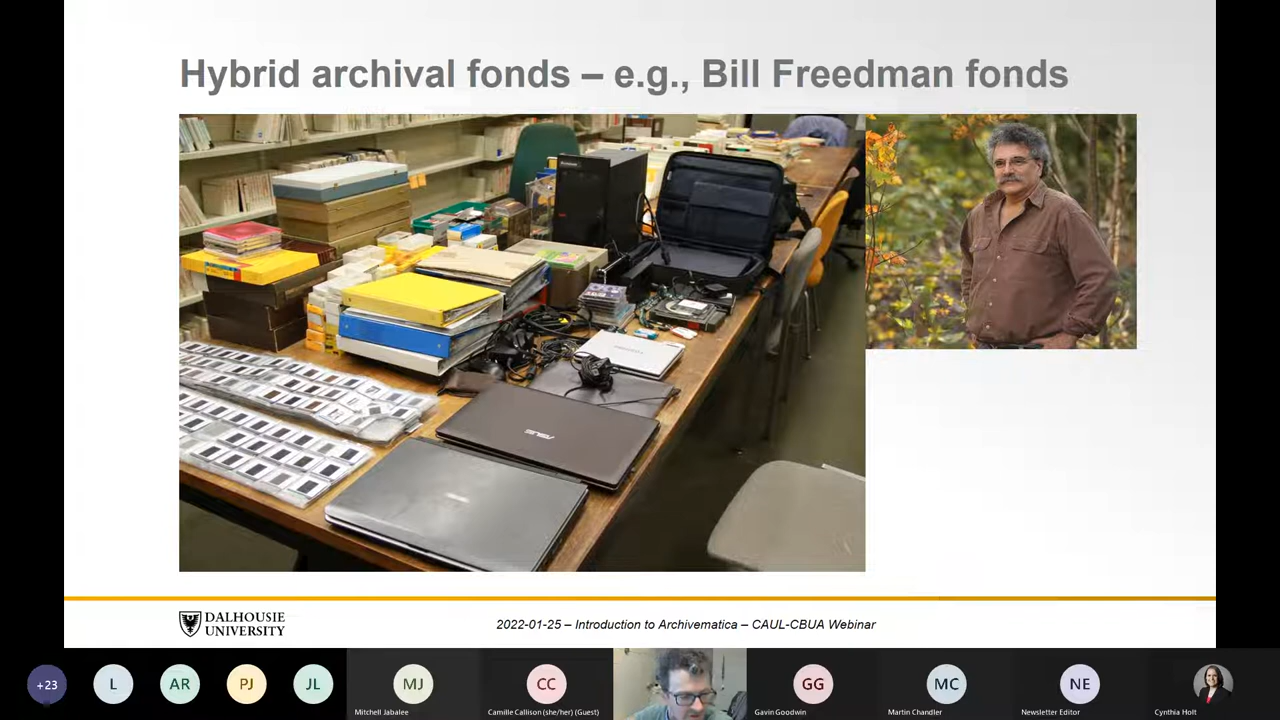 Hybrid archival fonds – e.g., Bill Freedman fonds
ASUS
DALHOUSIE
UNIVERSITY
2022-01-25 – Introduction to Archivematica – CAUL-CBUA Webinar
+23
L
AR
PJ
JL
MJ
CC
GG
MC
NE
Mitchell Jabalee
Camille Callison (she/her) (Guest)
Gavin Goodwin
Martin Chandler
Newsletter Editor
Cynthia Holt